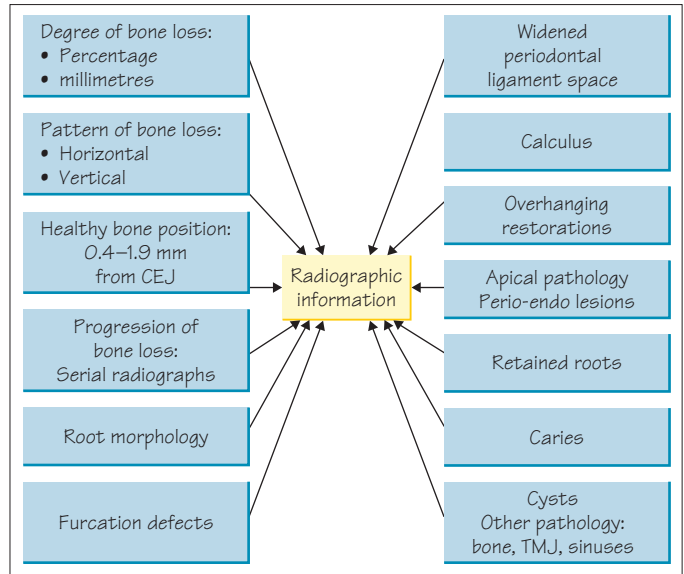 Degree of bone loss:
• Percentage
• millimetres
Pattern of bone loss:
• Horizontal
• Vertical
Healthy bone position:
0.4–1.9 mm
from CEJ
Progression of
bone loss:
Serial radiographs
Root morphology
Furcation defects
Radiographic
information
Widened
periodontal
ligament space
Calculus
Overhanging
restorations
Apical pathology
Perio-endo lesions
Retained roots
Caries
Cysts
Other pathology:
bone, TMJ, sinuses